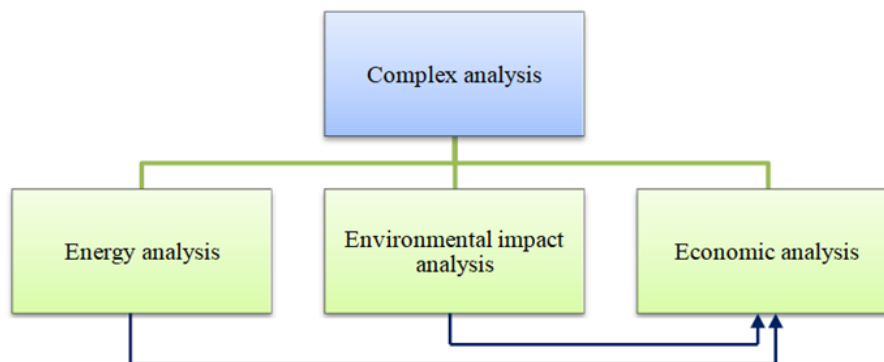 Complex analysis
Energy analysis
Environmental impact
analysis
Economic analysis